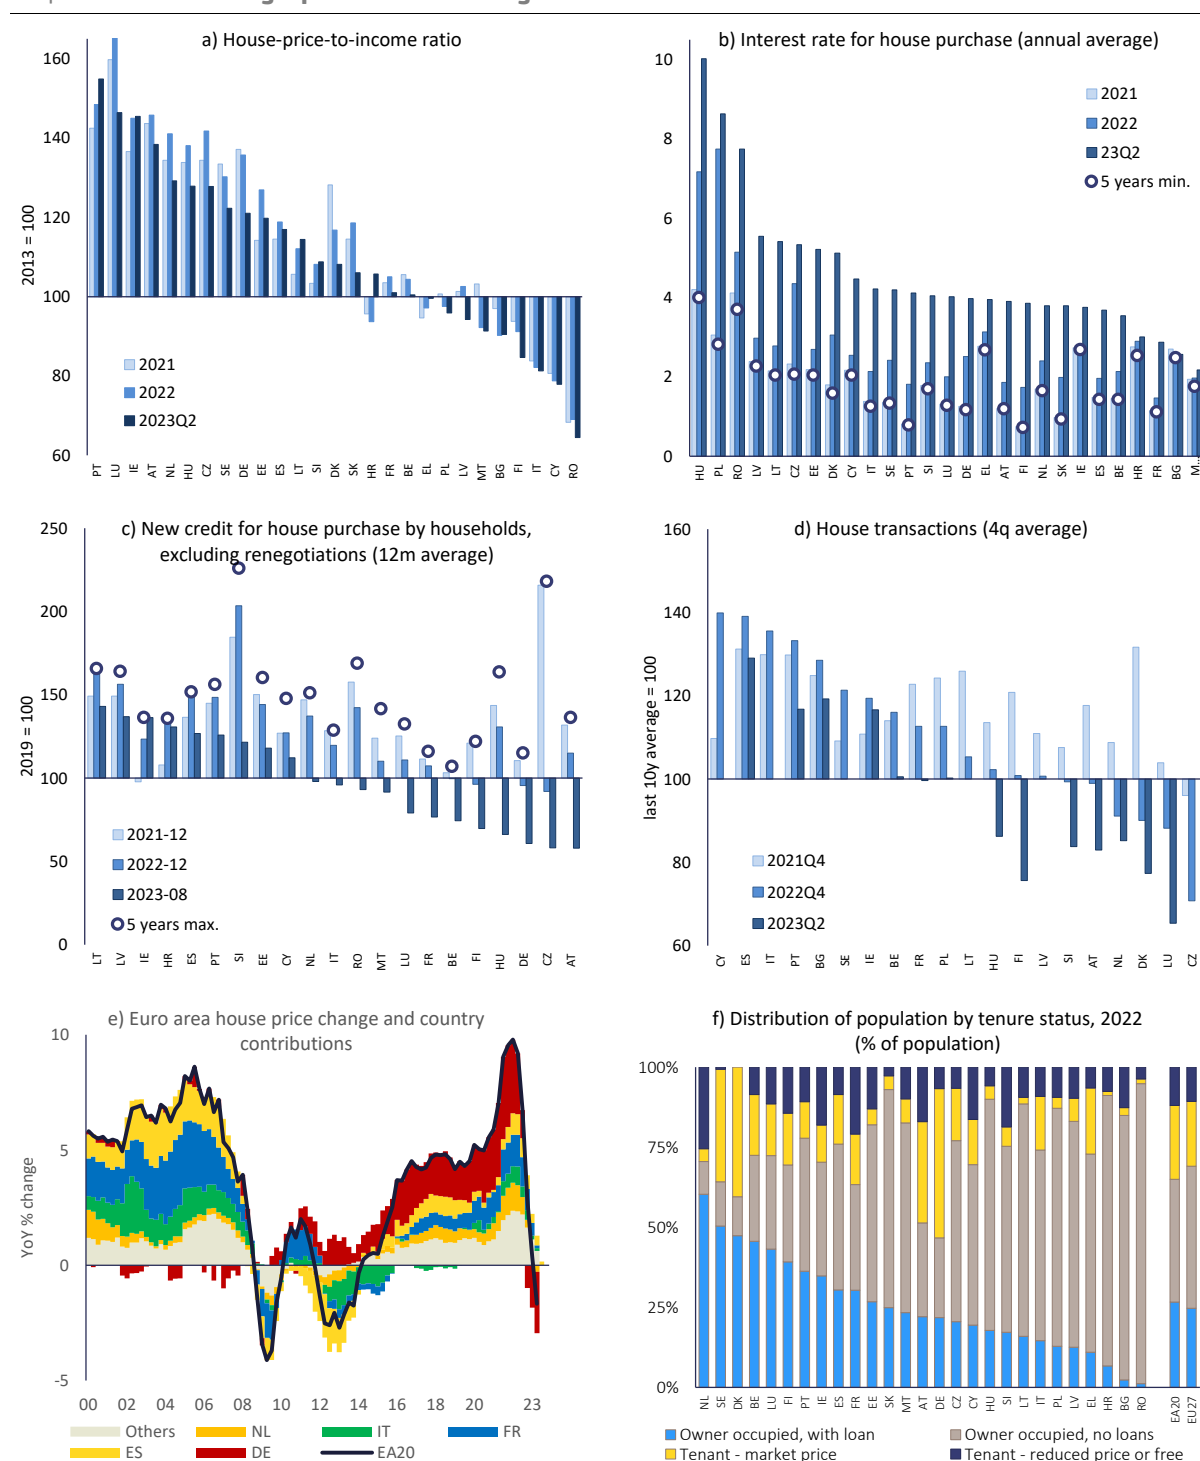 a) House-price-to-income ratio
2013 = 100
160
140
120
100
80
60
2021
2022
2023Q2
PT LU IE AT NL HU CZ SE DE EE ES LT SI DK SK HR FR BE EL PL LV MT BG FI IT CY RO
b) Interest rate for house purchase (annual average)
10
8
6
4
2
0
2021
2022
23Q2
5 years min.
HU PL RO LV LT CZ EE DK CY IT SE PT SI LU DE EL AT FI NL SK IE ES BE HR FR BG M…
c) New credit for house purchase by households,
excluding renegotiations (12m average)
2019 = 100
250
200
150
100
50
0
2021-12
2022-12
2023-08
5 years max.
LT LV IE HR ES PT SI EE CY NL IT RO MT LU FR BE FI HU DE CZ AT
d) House transactions (4q average)
last 10y average = 100
160
140
120
100
80
60
2021Q4
2022Q4
2023Q2
CY ES IT PT BG SE IE BE FR PL LT HU FI LV SI AT NL DK LU CZ
e) Euro area house price change and country
contributions
YoY % change
10
5
0
-5
00 02 04 06 08 10 12 14 16 18 20 22 23
Others NL IT FR
ES DE EA20
f) Distribution of population by tenure status, 2022
(% of population)
100%
75%
50%
25%
0%
NL SE DK BE LU FI PT IE ES FR EE SK MT AT DE CZ CY HU SI LT IT PL LV EL HR BG RO EA20 EU27
Owner occupied, with loan Owner occupied, no loans
Tenant - market price Tenant - reduced price or free